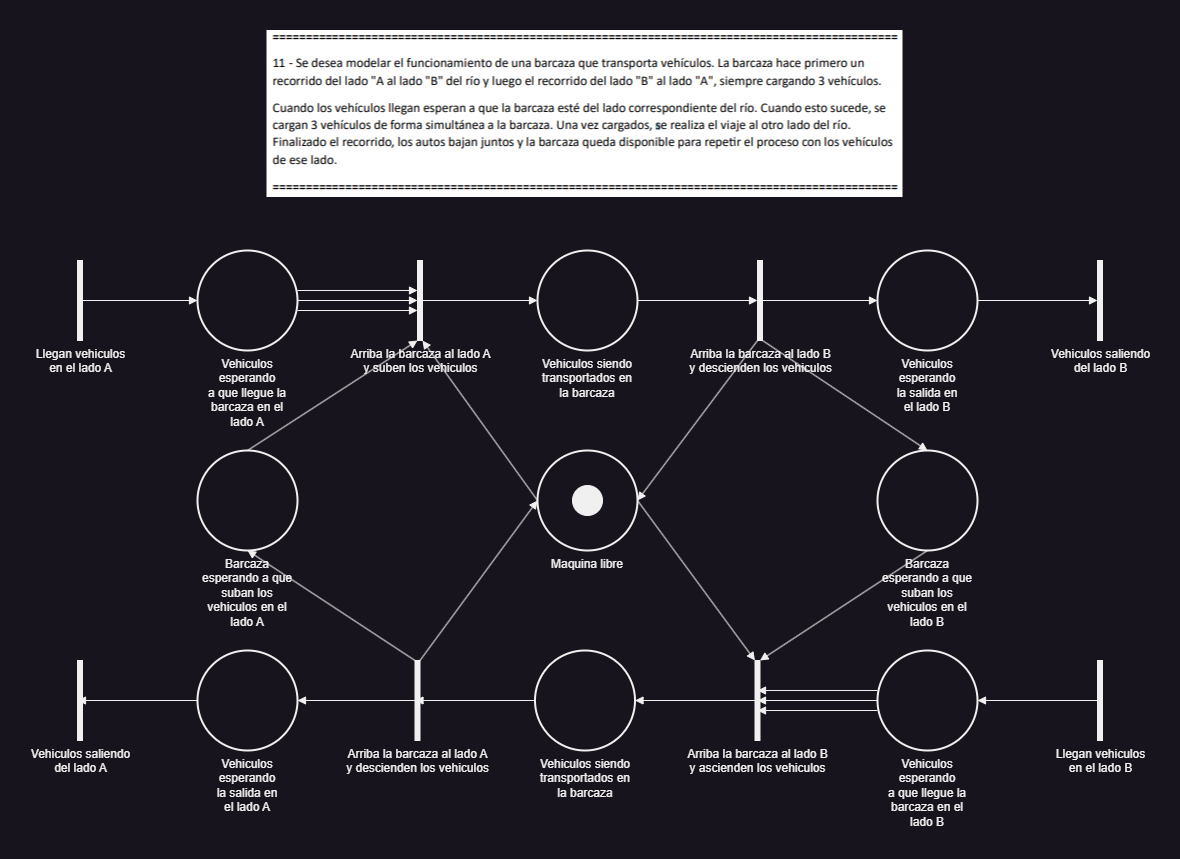 ================================================================================================
11 - Se desea modelar el funcionamiento de una barcaza que transporta vehículos. La barcaza hace primero un
recorrido del lado "A al lado "B" del río y luego el recorrido del lado "B" al lado "A", siempre cargando 3 vehículos.
Cuando los vehículos llegan esperan a que la barcaza esté del lado correspondiente del río. Cuando esto sucede, se
cargan 3 vehículos de forma simultánea a la barcaza. Una vez cargados, se realiza el viaje al otro lado del río.
Finalizado el recorrido, los autos bajan juntos y la barcaza queda disponible para repetir el proceso con los vehículos
de ese lado.
================================================================================================
Llegan vehiculos
en el lado A
Vehiculos
esperando
a que llegue la
barcaza en el
lado A
Arriba la barcaza al lado A
y suben los vehiculos
Vehiculos siendo
transportados en
la barcaza
Arriba la barcaza al lado B
y descienden los vehiculos
Vehiculos
esperando
la salida en
el lado B
Vehiculos saliendo
del lado B
Barcaza
esperando a que
suban los
vehiculos en el
lado A
Maquina libre
Barcaza
esperando a que
suban los
vehiculos en el
lado B
Vehiculos saliendo
del lado A
Vehiculos
esperando
la salida en
el lado A
Arriba la barcaza al lado A
y descienden los vehiculos
Vehiculos siendo
transportados en
la barcaza
Arriba la barcaza al lado B
y ascienden los vehiculos
Vehiculos
esperando
a que llegue la
barcaza en el
lado B
Llegan vehiculos
en el lado B